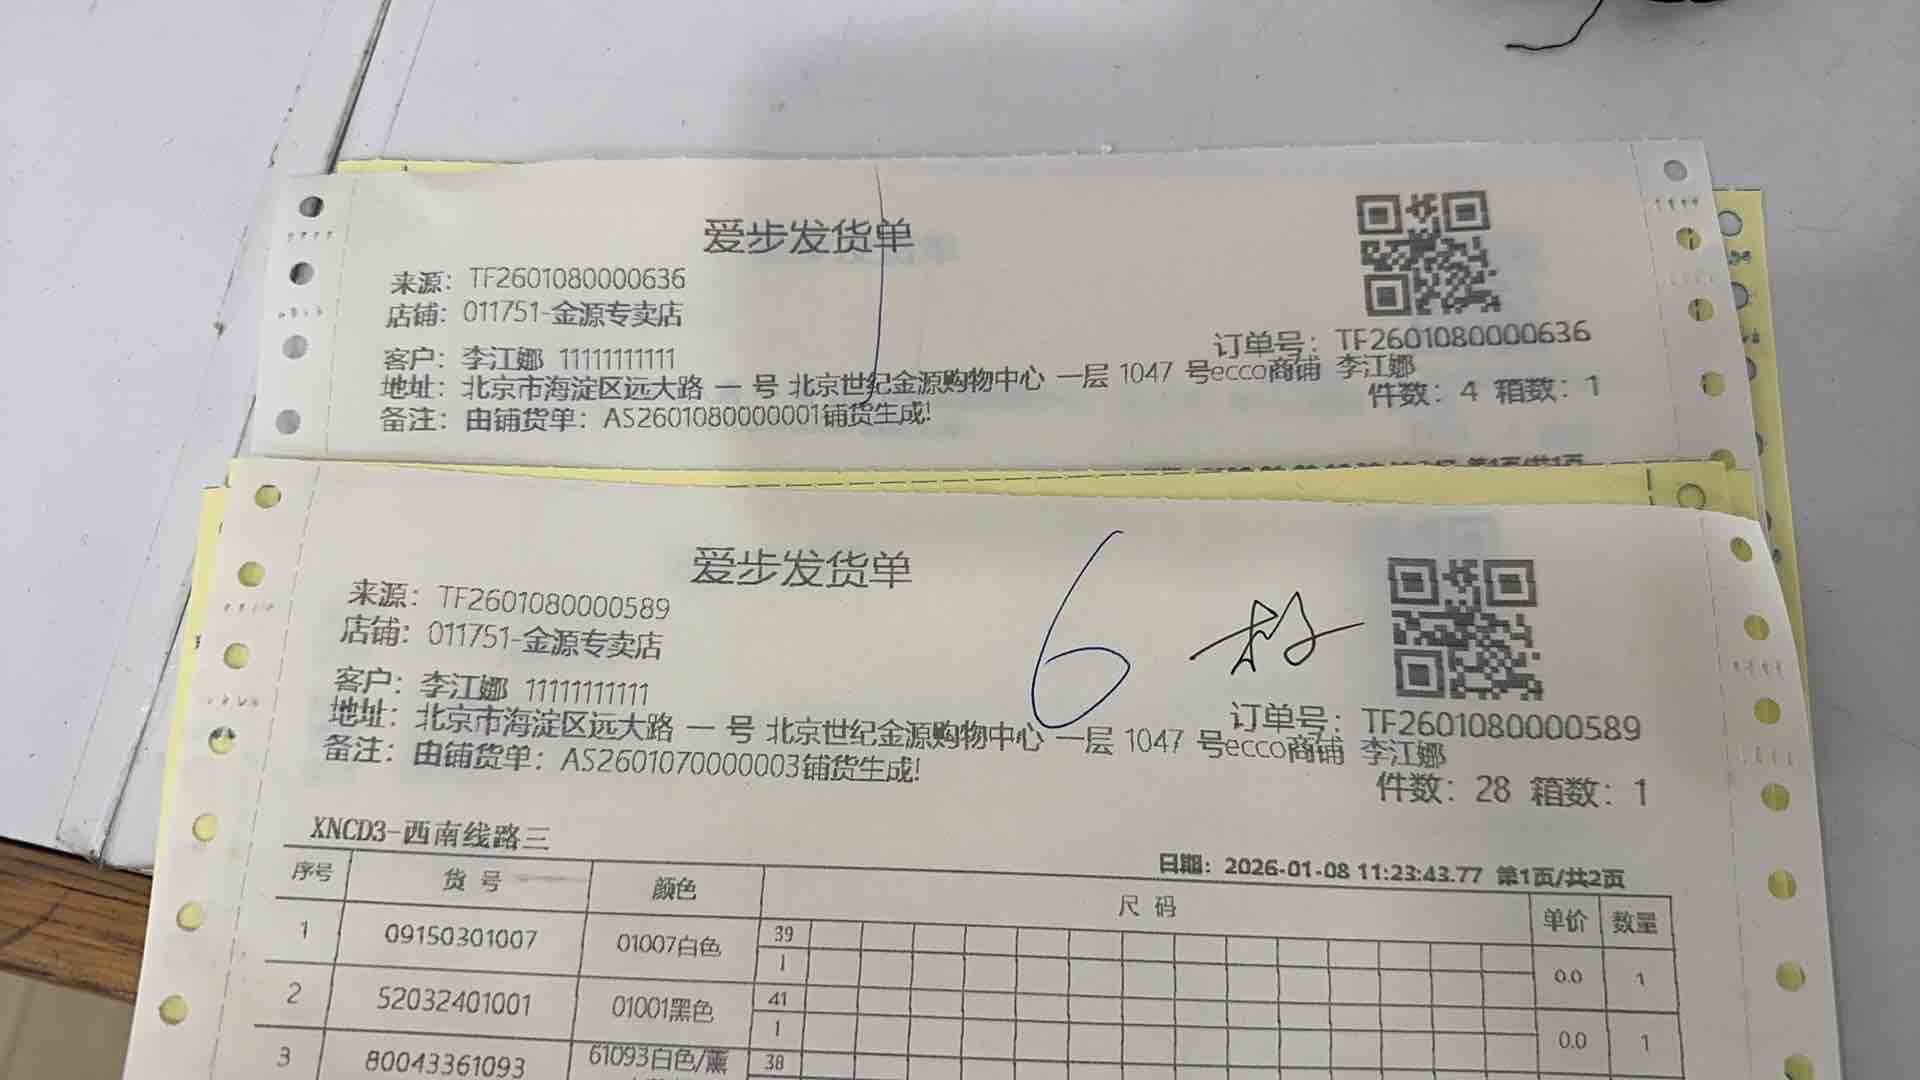 爱步发货单
来源: TF2601080000636
店铺: 011751-金源专卖店
订单号: TF2601080000636
客户: 李江娜 11111111111
地址: 北京市海淀区远大路 一 号 北京世纪金源购物中心 一层 1047 号ecco商铺 李江娜
件数: 4 箱数: 1
备注: 由铺货单: AS2601080000001铺货生成!
爱步发货单
6
来源: TF2601080000589
店铺: 011751-金源专卖店
客户: 李江娜 11111111111
订单号: TF2601080000589
地址: 北京市海淀区远大路 一 号 北京世纪金源购物中心 一层 1047 号ecco商铺 李江娜
备注: 由铺货单: AS2601070000003铺货生成!
件数: 28 箱数: 1
XNCD3-西南线路三
日期: 2026-01-08 11:23:43.77 第1页/共2页
序号 货 号 颜色 尺 码 单价 数量
1 09150301007 01007白色 39 1 0.0 1
2 52032401001 01001黑色 41 1 0.0 1
3 80043361093 61093白色/薰 38